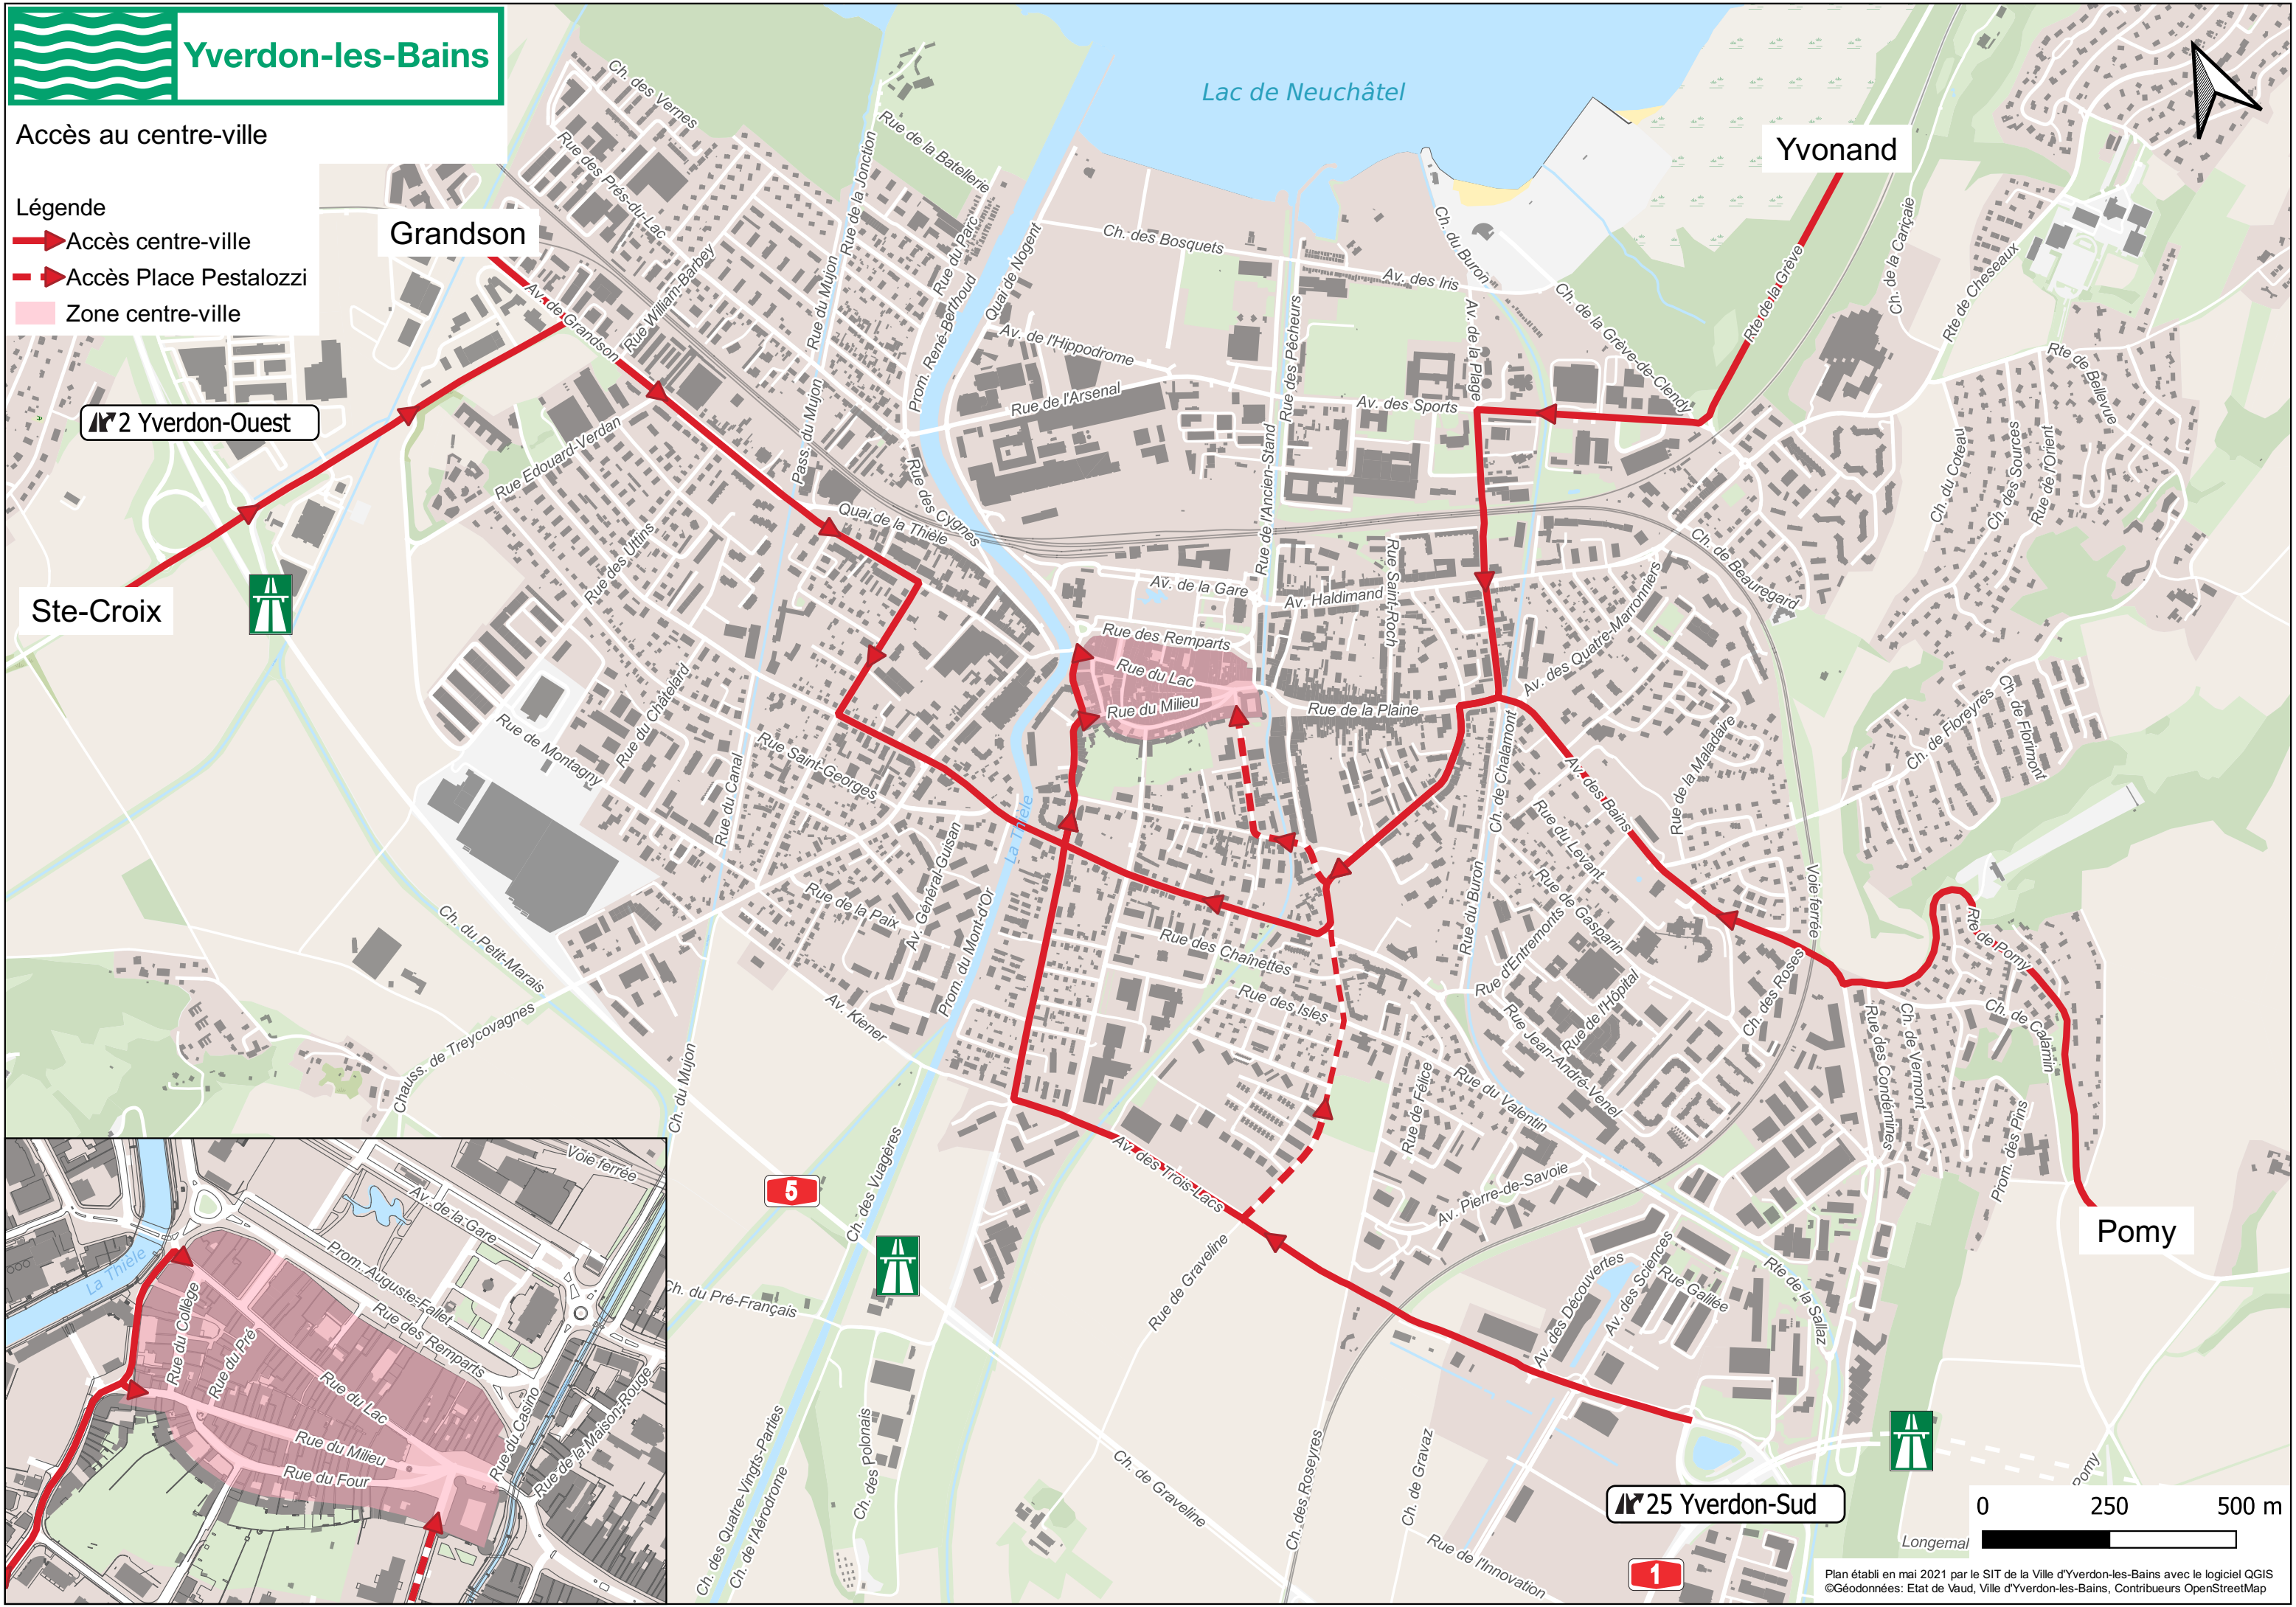 Yverdon-les-Bains
Accès au centre-ville
Légende
Accès centre-ville
Accès Place Pestalozzi
Zone centre-ville
Lac de Neuchâtel
Grandson
Yvonand
Ste-Croix
Pomy
2 Yverdon-Ouest
25 Yverdon-Sud
5
1
Ch. des Vernes
Rue des Prés-du-Lac
Rue de la Jonction
Rue de la Batellerie
Rue du Parc
Prom. René-Berthoud
Quai de Nogent
Rue William-Barbey
Rue du Mujon
Av. de Grandson
Pass. du Mujon
Rue Edouard-Verdan
Rue des Uttins
Quai de la Thièle
Rue des Cygnes
Ch. des Bosquets
Av. des Iris
Av. de l'Hippodrome
Rue de l'Arsenal
Rue des Pêcheurs
Av. des Sports
Av. de la Plage
Ch. du Buron
Ch. de la Grève-de-Clendy
Rte de la Grève
Ch. de la Cariçaie
Rte de Cheseaux
Rte de Bellevue
Ch. du Coteau
Ch. des Sources
Rue de l'Orient
Rue de l'Ancien-Stand
Av. de la Gare
Av. Haldimand
Rue Saint-Roch
Rue des Remparts
Rue du Lac
Rue du Milieu
Rue de la Plaine
Av. des Quatre-Marronniers
Ch. de Beauregard
Ch. de Floreyres
Ch. de Florimont
Rue de la Maladaire
Av. des Bains
Ch. de Chalamont
Rue du Levant
Rue de Gasparin
Rue d'Entremonts
Rue du Buron
Rue de l'Hôpital
Rue Jean-André-Venel
Ch. des Roses
Voie ferrée
Rte de Pomy
Ch. de Calamin
Ch. de Vermont
Rue des Condémines
Prom. des Pins
Rue du Châtelard
Rue de Montagny
Rue Saint-Georges
Rue du Canal
Rue de la Paix
Av. Général-Guisan
La Thièle
Prom. du Mont-d'Or
Av. Kiener
Ch. du Petit-Marais
Chauss. de Treycovagnes
Ch. du Mujon
Rue des Chaînettes
Rue des Isles
Rue de Félice
Rue du Valentin
Av. Pierre-de-Savoie
Av. des Trois-Lacs
Rue de Graveline
Ch. des Vuagères
Ch. du Pré-Français
Ch. des Polonais
Ch. des Quatre-Vingts-Parties
Ch. de l'Aérodrome
Ch. de Graveline
Ch. des Roseyres
Ch. de Gravaz
Rue de l'Innovation
Av. des Découvertes
Av. des Sciences
Rue Galilée
Rte de la Sallaz
Pomy
Longemal
La Thièle
Voie ferrée
Av. de la Gare
Prom. Auguste-Fallet
Rue des Remparts
Rue du Collège
Rue du Pré
Rue du Lac
Rue du Milieu
Rue du Four
Rue du Casino
Rue de la Maison-Rouge
0 250 500 m
Plan établi en mai 2021 par le SIT de la Ville d'Yverdon-les-Bains avec le logiciel QGIS
©Géodonnées: Etat de Vaud, Ville d'Yverdon-les-Bains, Contribueurs OpenStreetMap